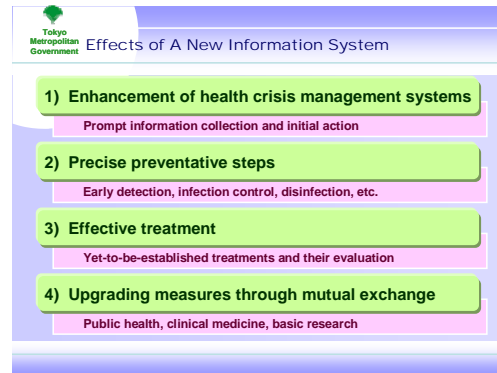 Tokyo
Metropolitan
Government
Effects of A New Information System
1) Enhancement of health crisis management systems
Prompt information collection and initial action
2) Precise preventative steps
Early detection, infection control, disinfection, etc.
3) Effective treatment
Yet-to-be-established treatments and their evaluation
4) Upgrading measures through mutual exchange
Public health, clinical medicine, basic research